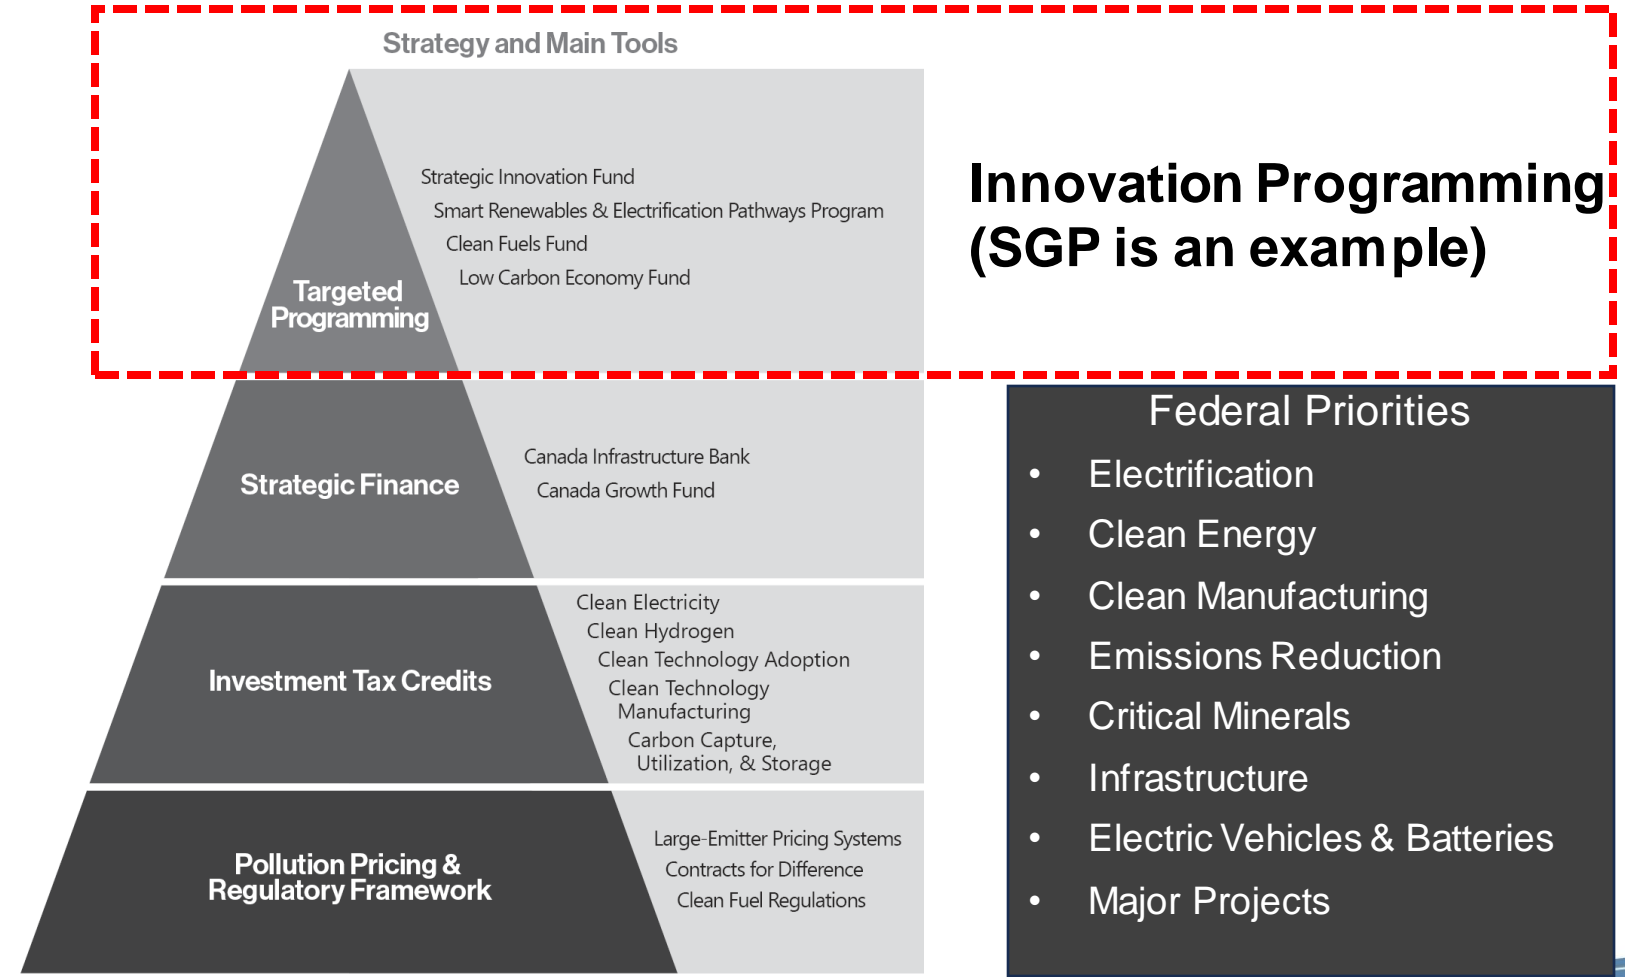 Strategy and Main Tools
Targeted
Programming
Strategic Innovation Fund
Smart Renewables & Electrification Pathways Program
Clean Fuels Fund
Low Carbon Economy Fund
Innovation Programming
(SGP is an example)
Strategic Finance
Canada Infrastructure Bank
Canada Growth Fund
Investment Tax Credits
Clean Electricity
Clean Hydrogen
Clean Technology Adoption
Clean Technology
Manufacturing
Carbon Capture,
Utilization, & Storage
Pollution Pricing &
Regulatory Framework
Large-Emitter Pricing Systems
Contracts for Difference
Clean Fuel Regulations
Federal Priorities
• Electrification
• Clean Energy
• Clean Manufacturing
• Emissions Reduction
• Critical Minerals
• Infrastructure
• Electric Vehicles & Batteries
• Major Projects